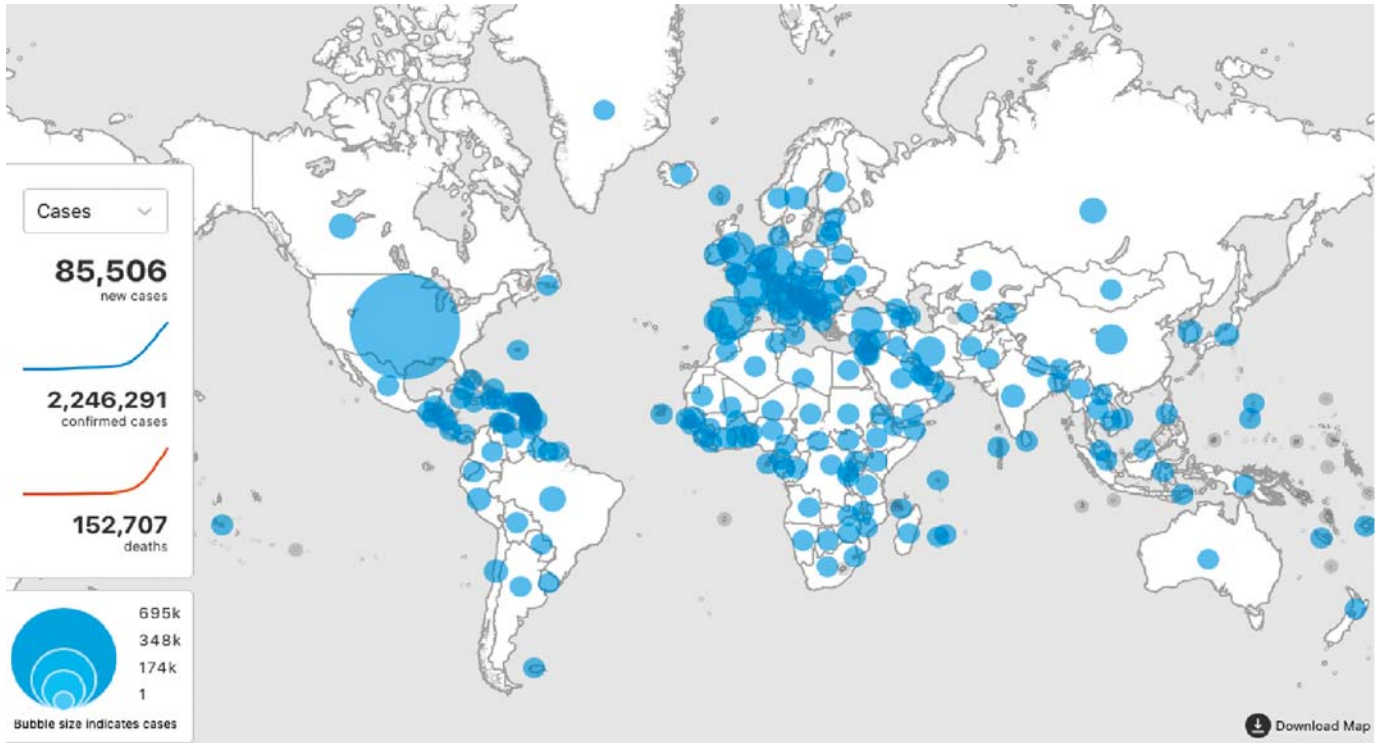 Cases
85,506
new cases
2,246,291
confirmed cases
152,707
deaths
695k
348k
174k
1
Bubble size indicates cases
Download Map